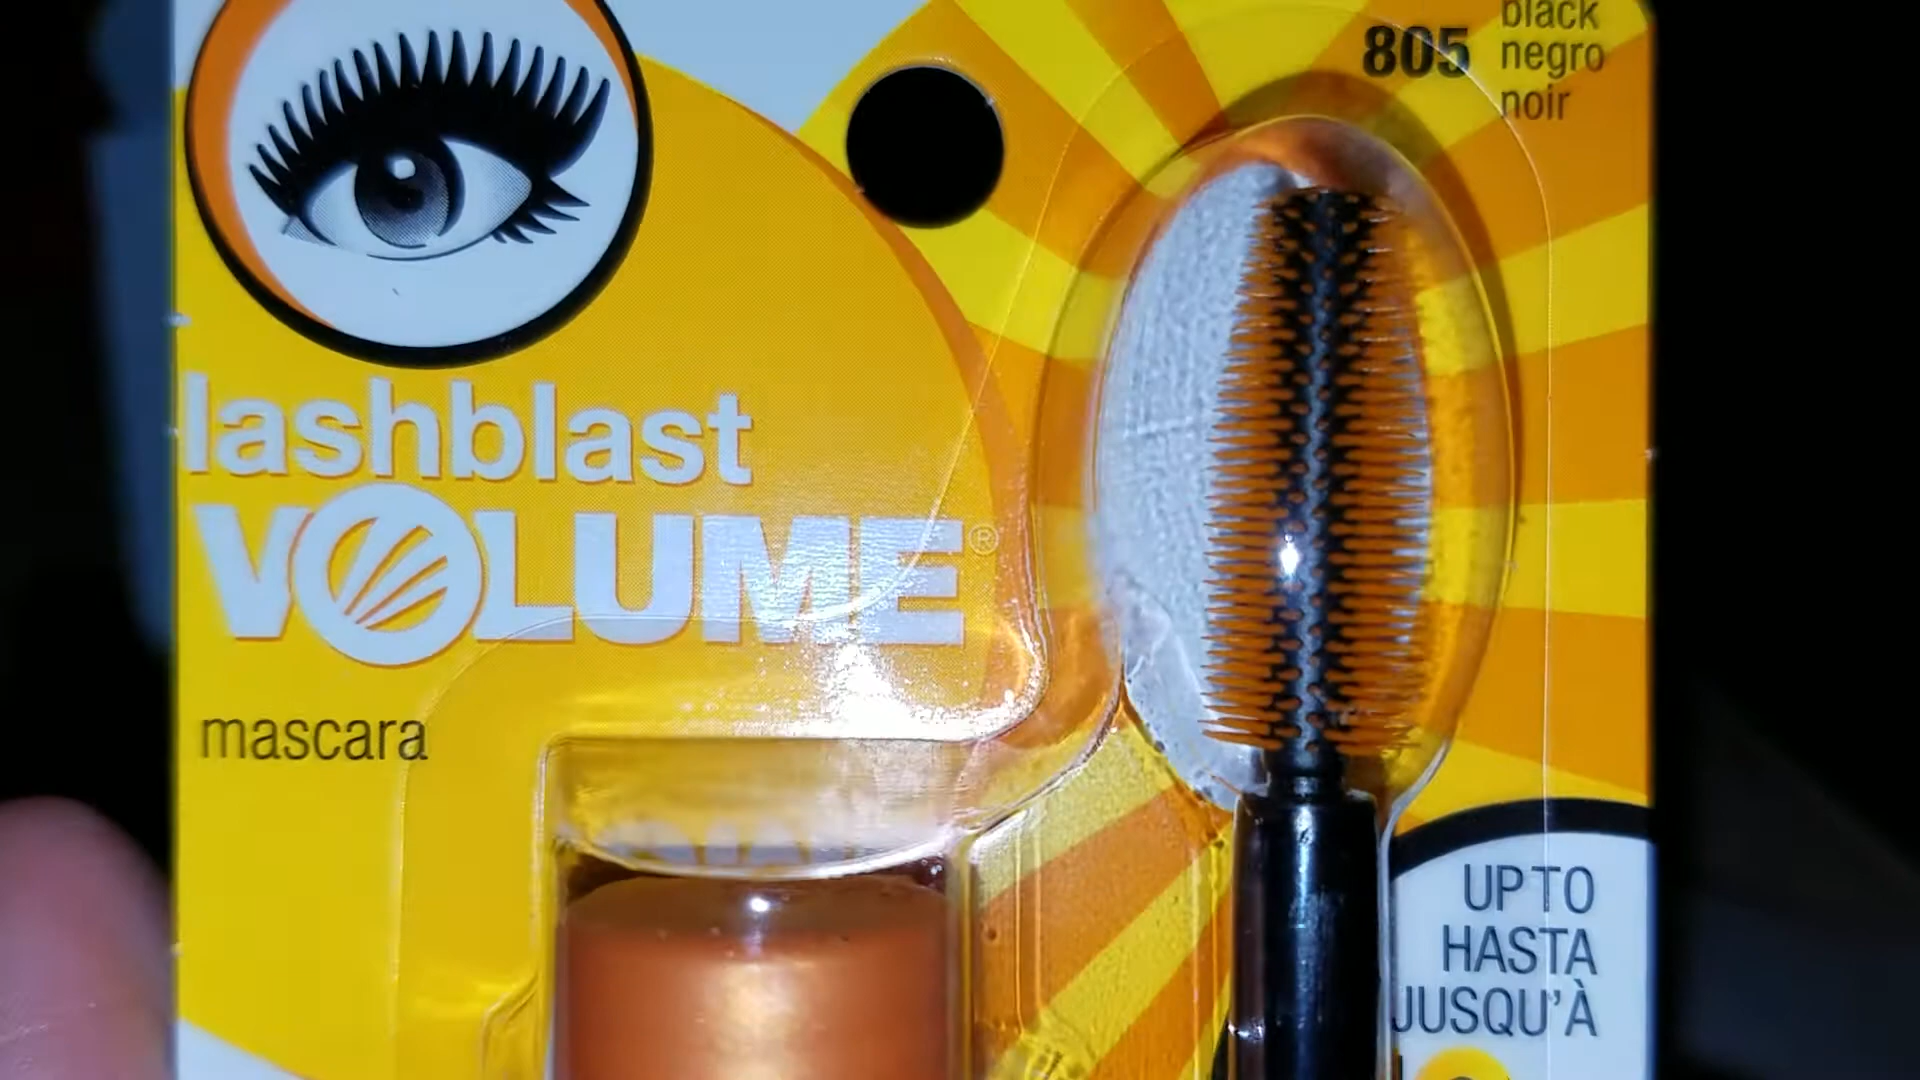 805
black
negro
noir
lashblast
VOLUME®
mascara
UP TO
HASTA
JUSQU'À